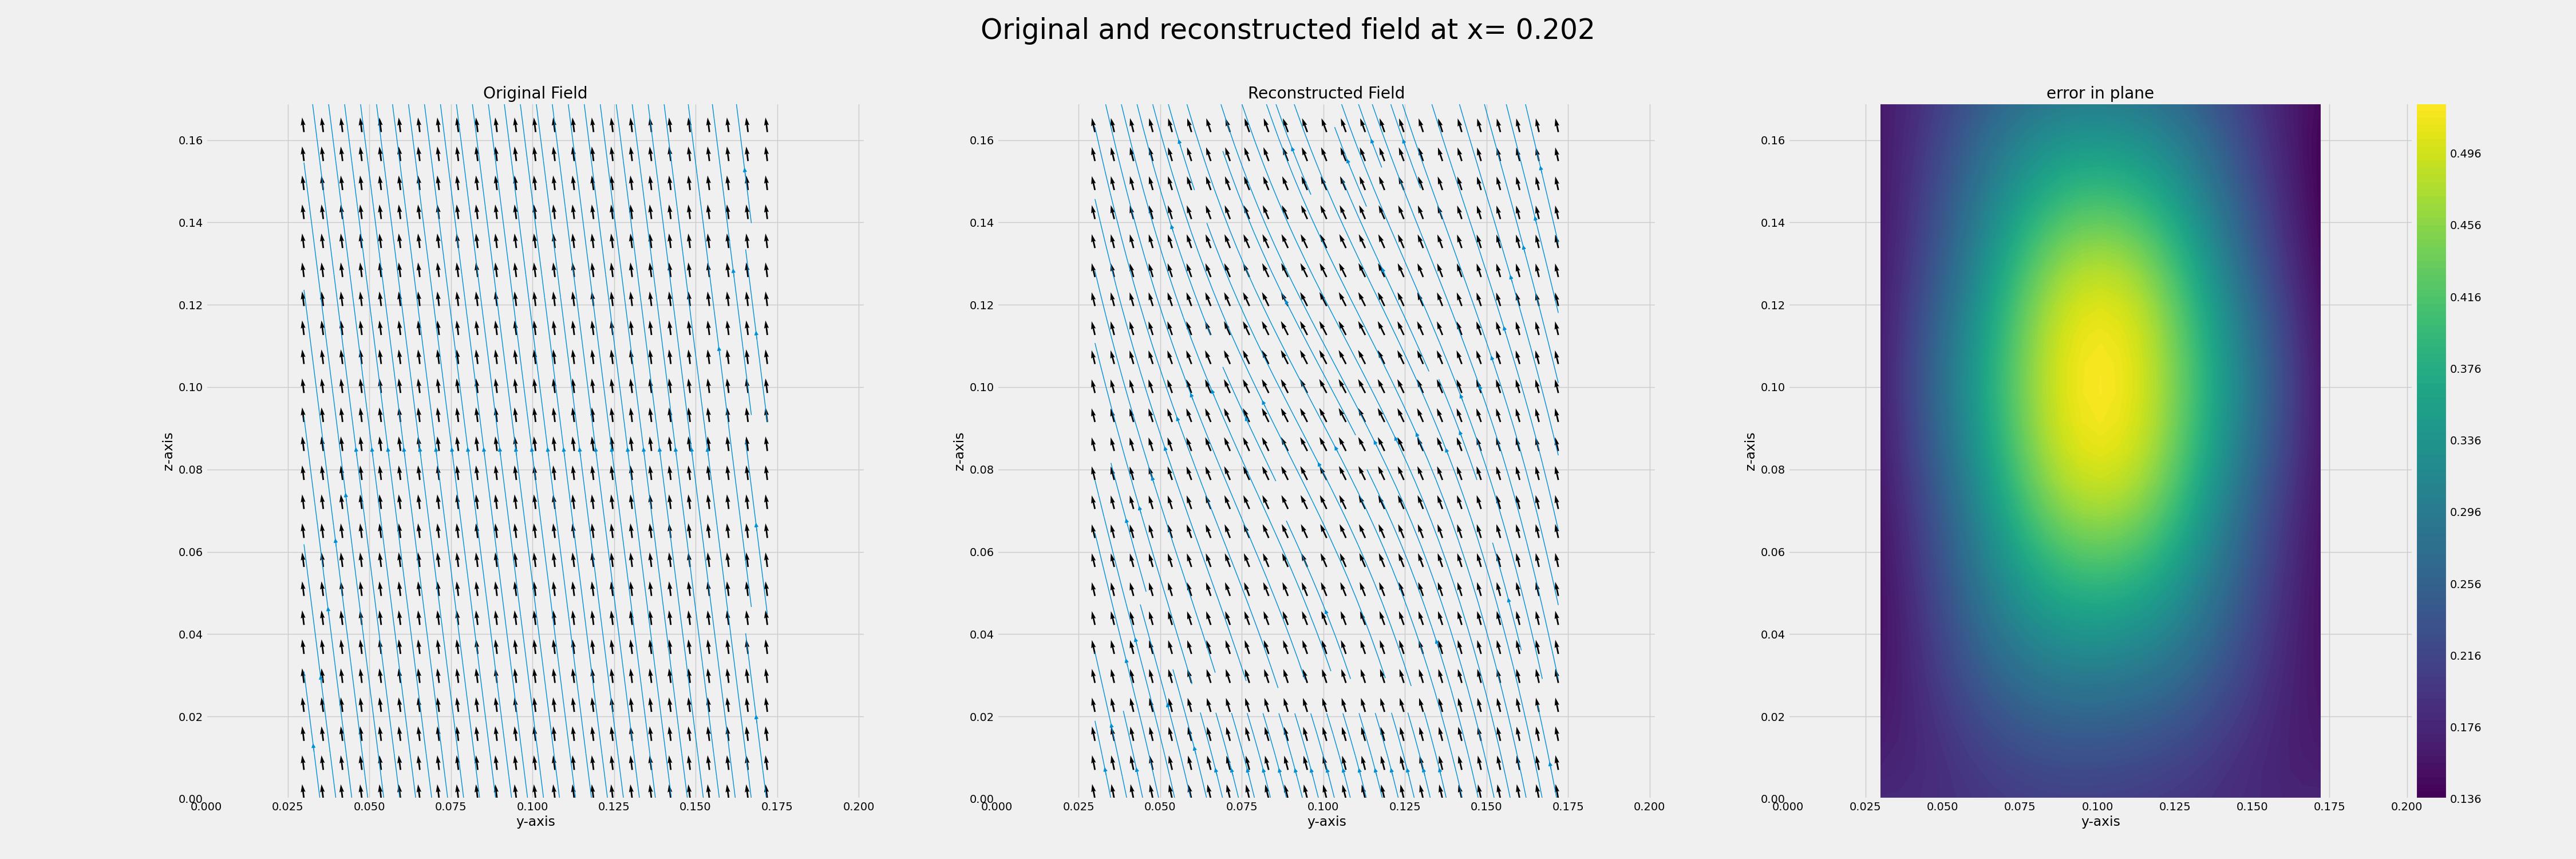 Original and reconstructed field at x= 0.202
Original Field
z-axis
0.16
0.14
0.12
0.10
0.08
0.06
0.04
0.02
0.00
0.000 0.025 0.050 0.075 0.100 0.125 0.150 0.175 0.200
y-axis
Reconstructed Field
z-axis
0.16
0.14
0.12
0.10
0.08
0.06
0.04
0.02
0.00
0.000 0.025 0.050 0.075 0.100 0.125 0.150 0.175 0.200
y-axis
error in plane
z-axis
0.16
0.14
0.12
0.10
0.08
0.06
0.04
0.02
0.00
0.000 0.025 0.050 0.075 0.100 0.125 0.150 0.175 0.200
y-axis
0.496
0.456
0.416
0.376
0.336
0.296
0.256
0.216
0.176
0.136